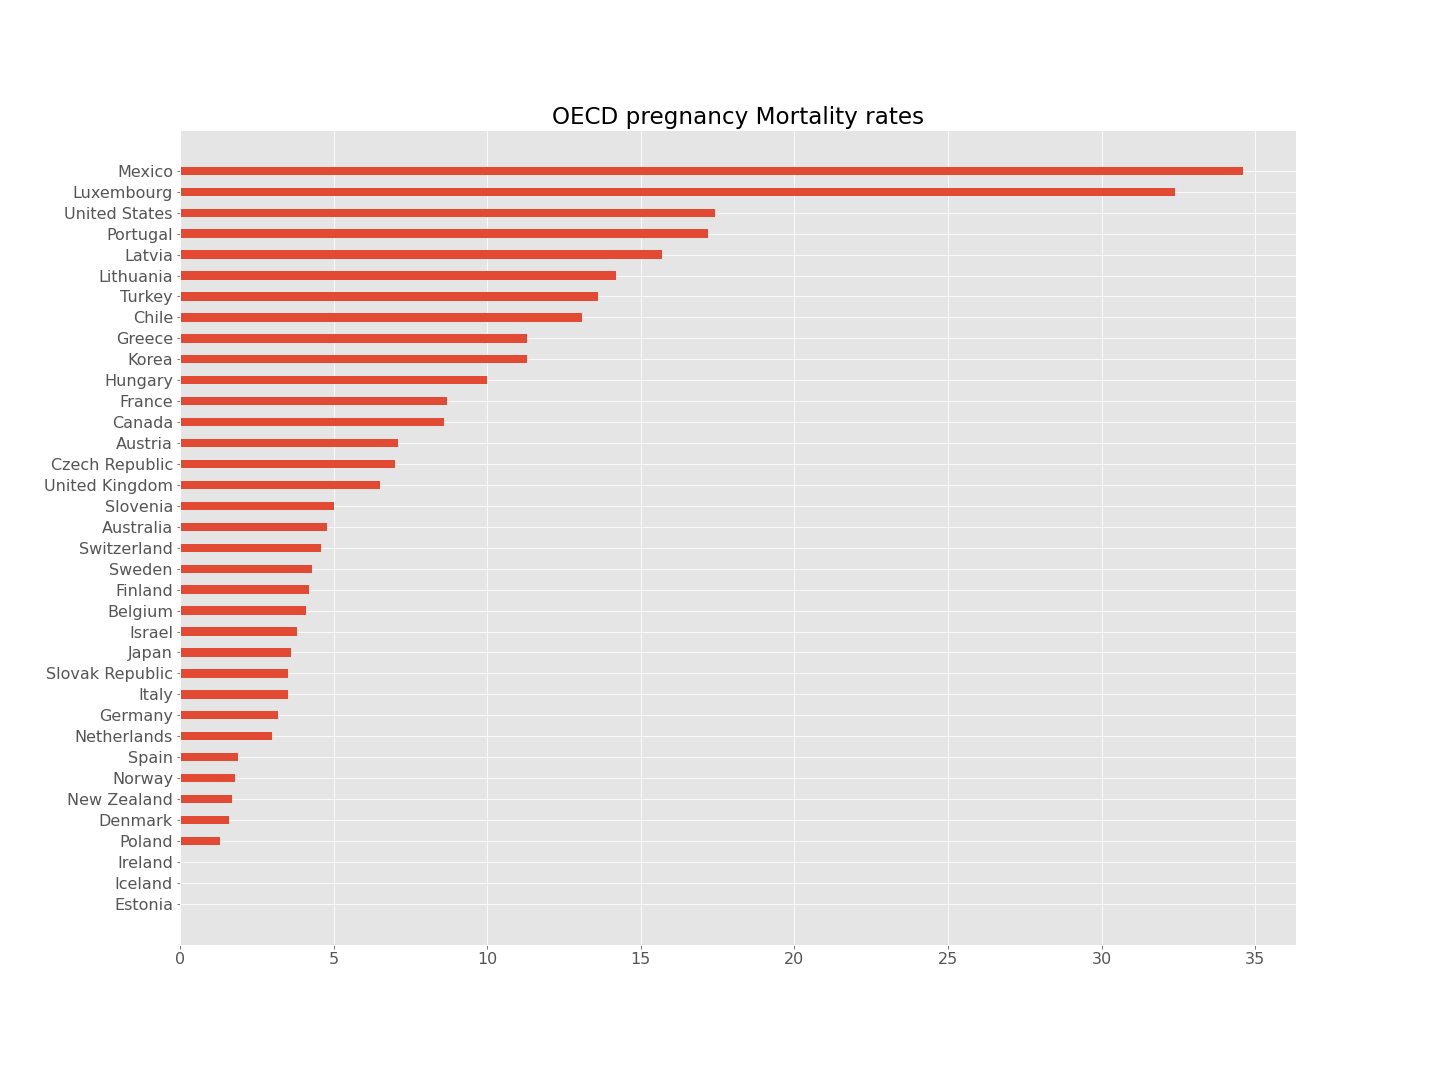 OECD pregnancy Mortality rates
Mexico
Luxembourg
United States
Portugal
Latvia
Lithuania
Turkey
Chile
Greece
Korea
Hungary
France
Canada
Austria
Czech Republic
United Kingdom
Slovenia
Australia
Switzerland
Sweden
Finland
Belgium
Israel
Japan
Slovak Republic
Italy
Germany
Netherlands
Spain
Norway
New Zealand
Denmark
Poland
Ireland
Iceland
Estonia
0 5 10 15 20 25 30 35